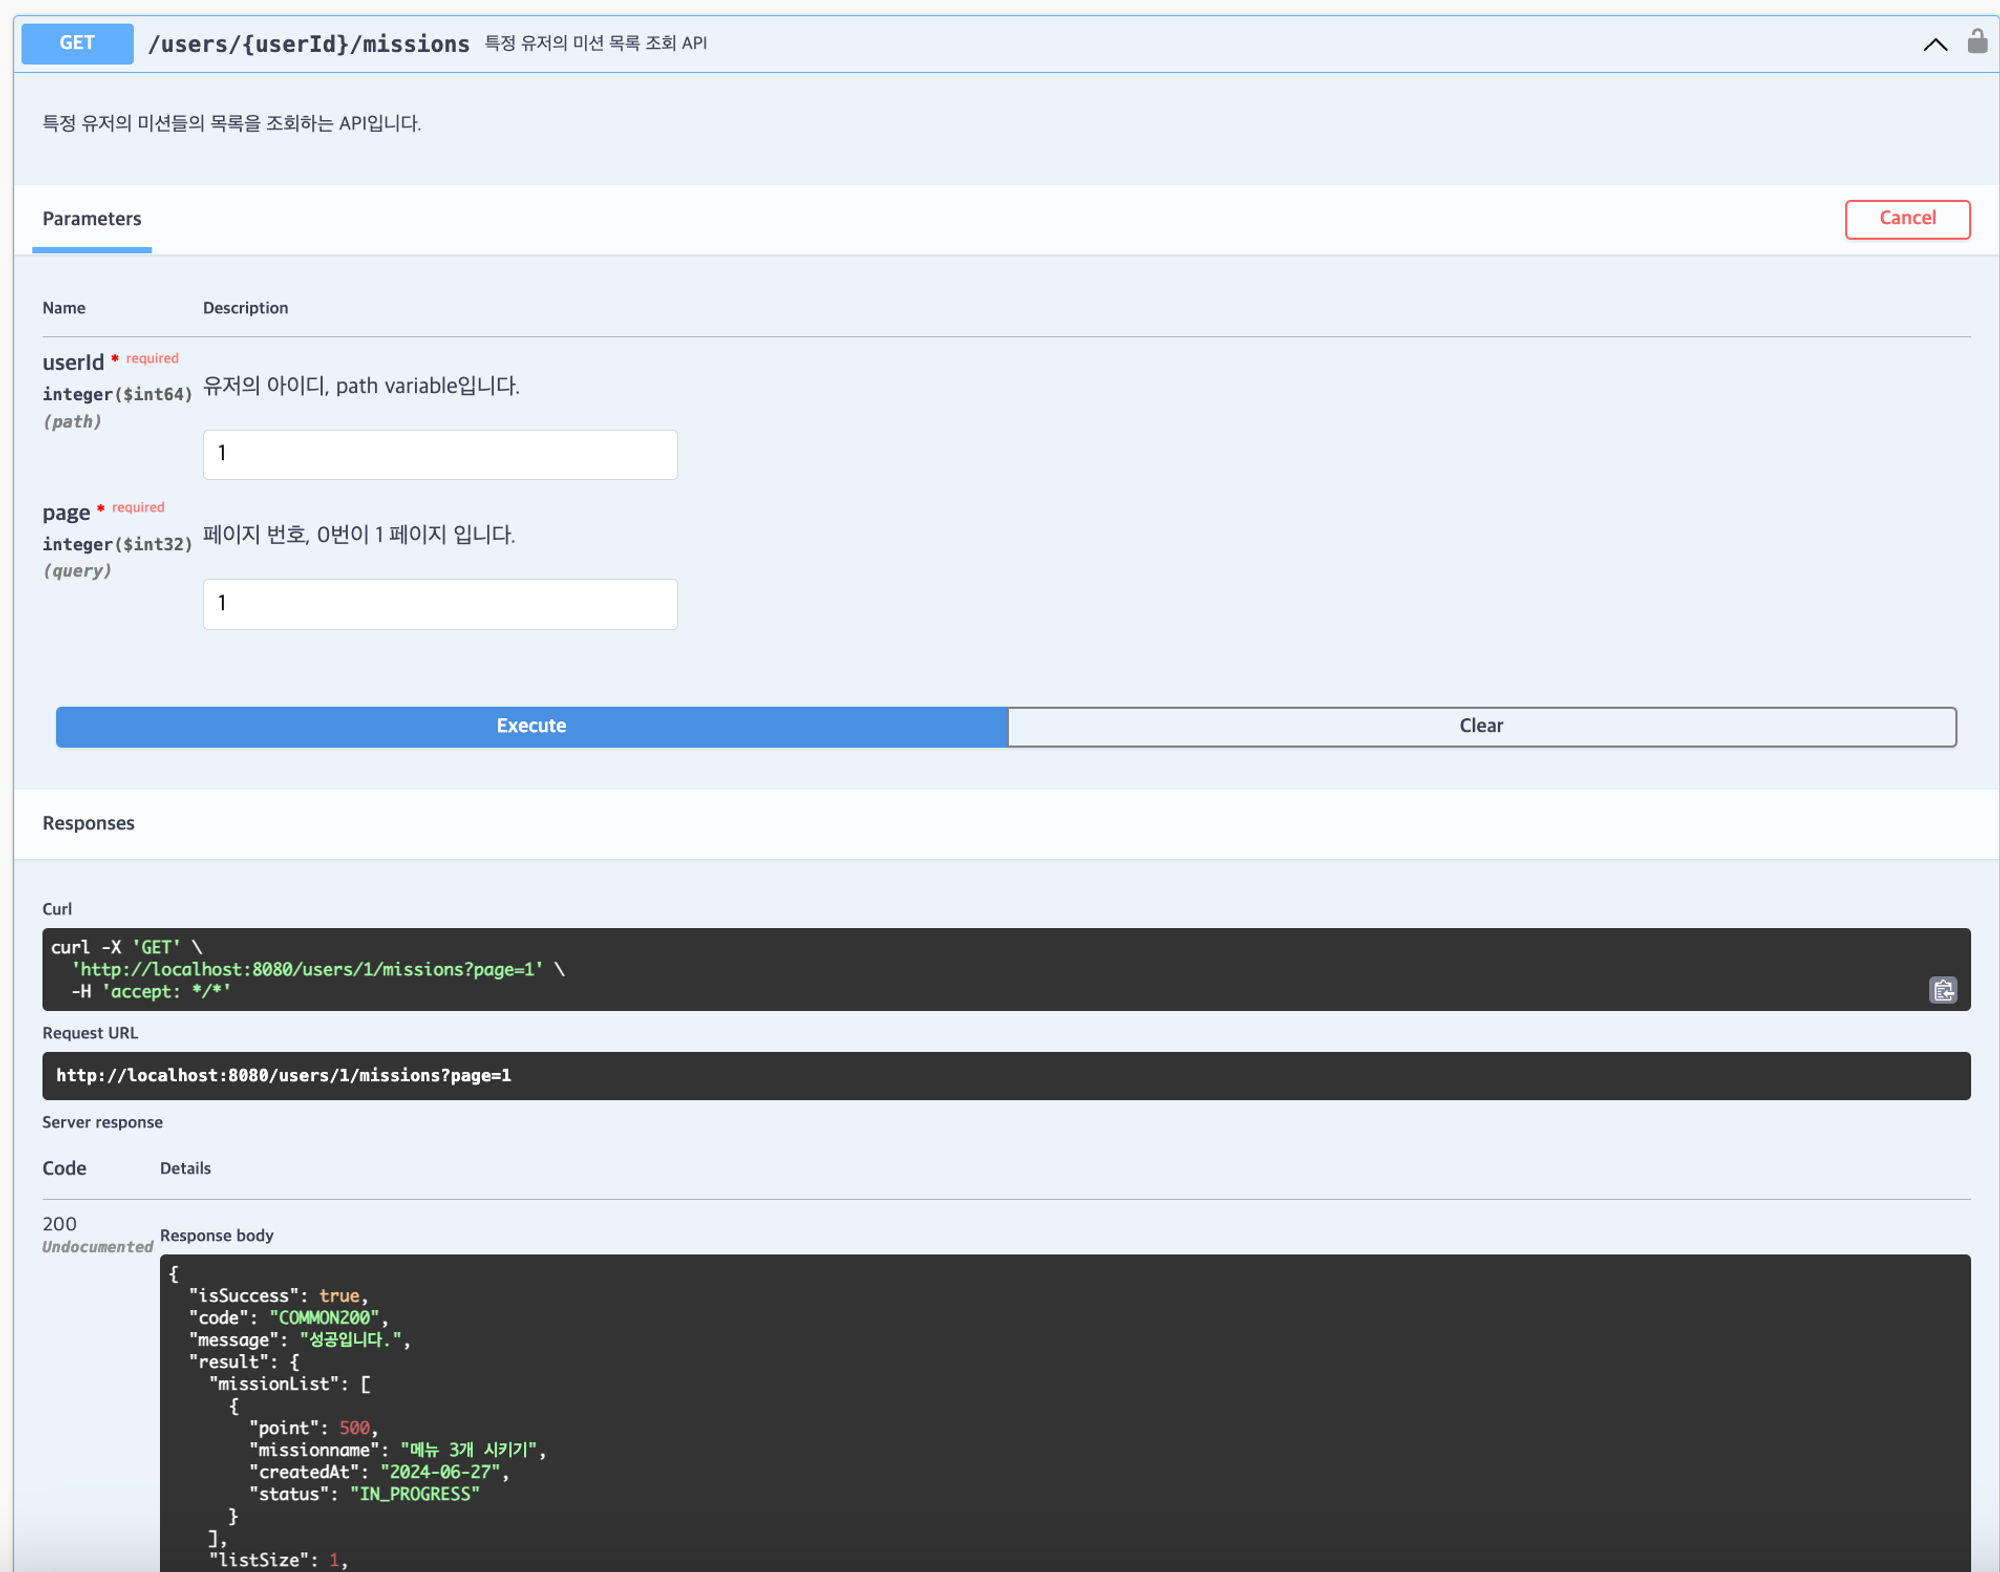 GET /users/{userId}/missions 특정 유저의 미션 목록 조회 API
특정 유저의 미션들의 목록을 조회하는 API입니다.
Parameters
Cancel
Name Description
userId * required
integer($int64)
(path)
유저의 아이디, path variable입니다.
1
page * required
integer($int32)
(query)
페이지 번호, 0번이 1 페이지 입니다.
1
Execute Clear
Responses
Curl
curl -X 'GET' \
  'http://localhost:8080/users/1/missions?page=1' \
  -H 'accept: */*'
Request URL
http://localhost:8080/users/1/missions?page=1
Server response
Code Details
200
Undocumented
Response body
{
  "isSuccess": true,
  "code": "COMMON200",
  "message": "성공입니다.",
  "result": {
    "missionList": [
      {
        "point": 500,
        "missionname": "메뉴 3개 시키기",
        "createdAt": "2024-06-27",
        "status": "IN_PROGRESS"
      }
    ],
    "listSize": 1,